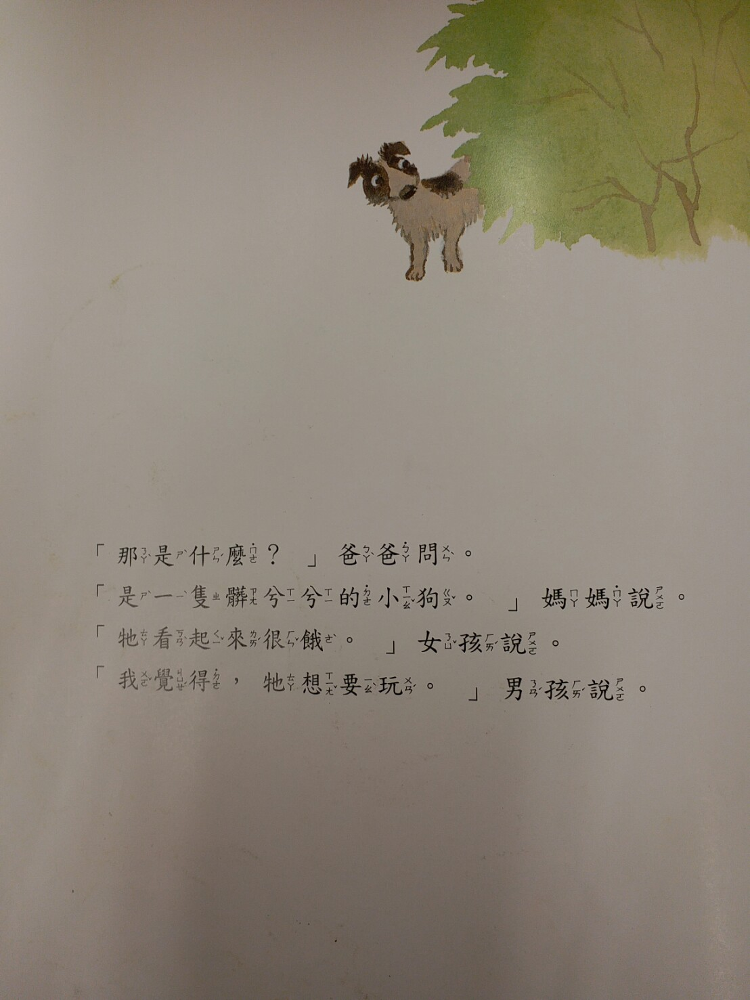 「那是什麼?」爸爸問。
「是一隻髒兮兮的小狗。」媽媽說。
「牠看起來很餓。」女孩說。
「我覺得,牠想要玩。」男孩說。